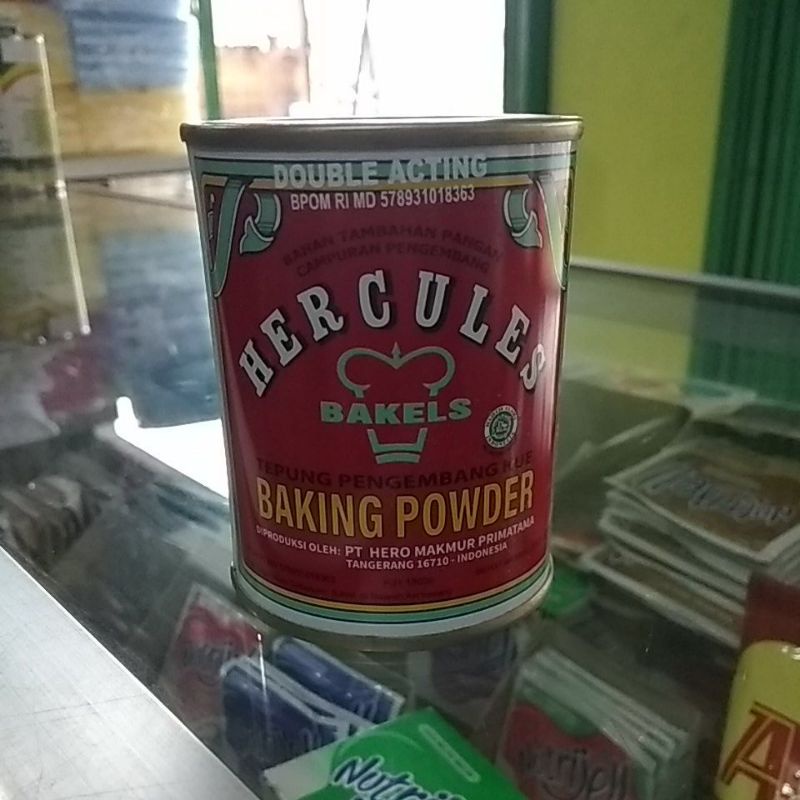 DOUBLE ACTING
BPOM RI MD 578931018363
BAHAN TAMBAHAN PANGAN
CAMPURAN PENGEMBANG
HERCULES
BAKELS
TEPUNG PENGEMBANG KUE
BAKING POWDER
DIPRODUKSI OLEH: PT HERO MAKMUR PRIMATAMA
TANGERANG 16710 - INDONESIA
Nutrijell